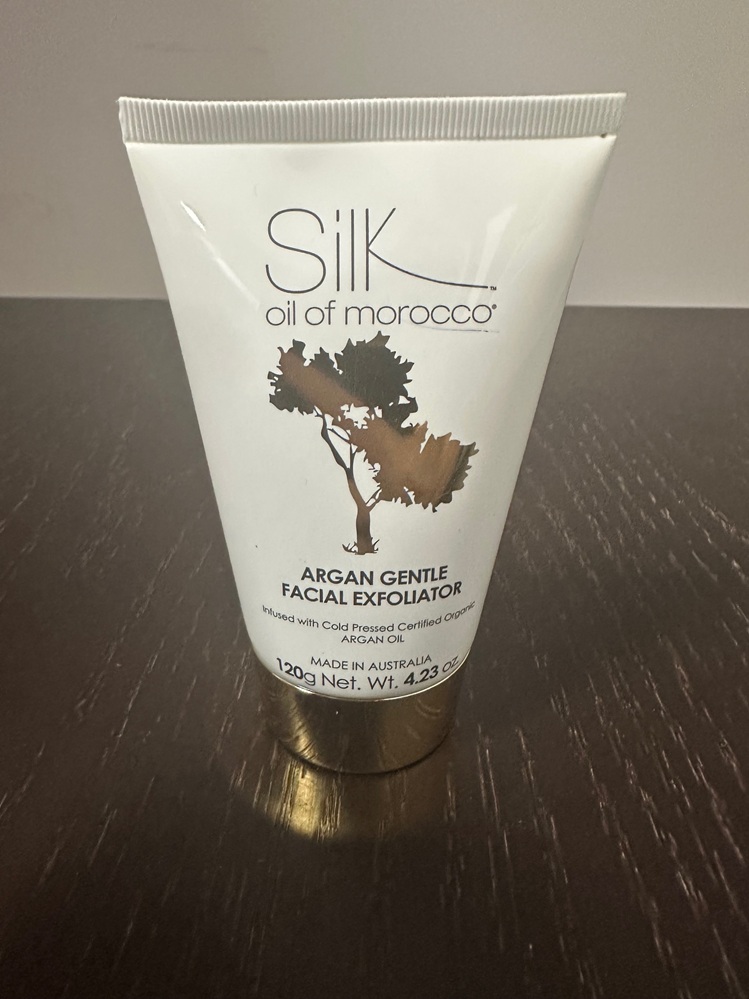 Silk™
oil of morocco®
ARGAN GENTLE
FACIAL EXFOLIATOR
Infused with Cold Pressed Certified Organic
ARGAN OIL
MADE IN AUSTRALIA
120g Net. Wt. 4.23 oz.